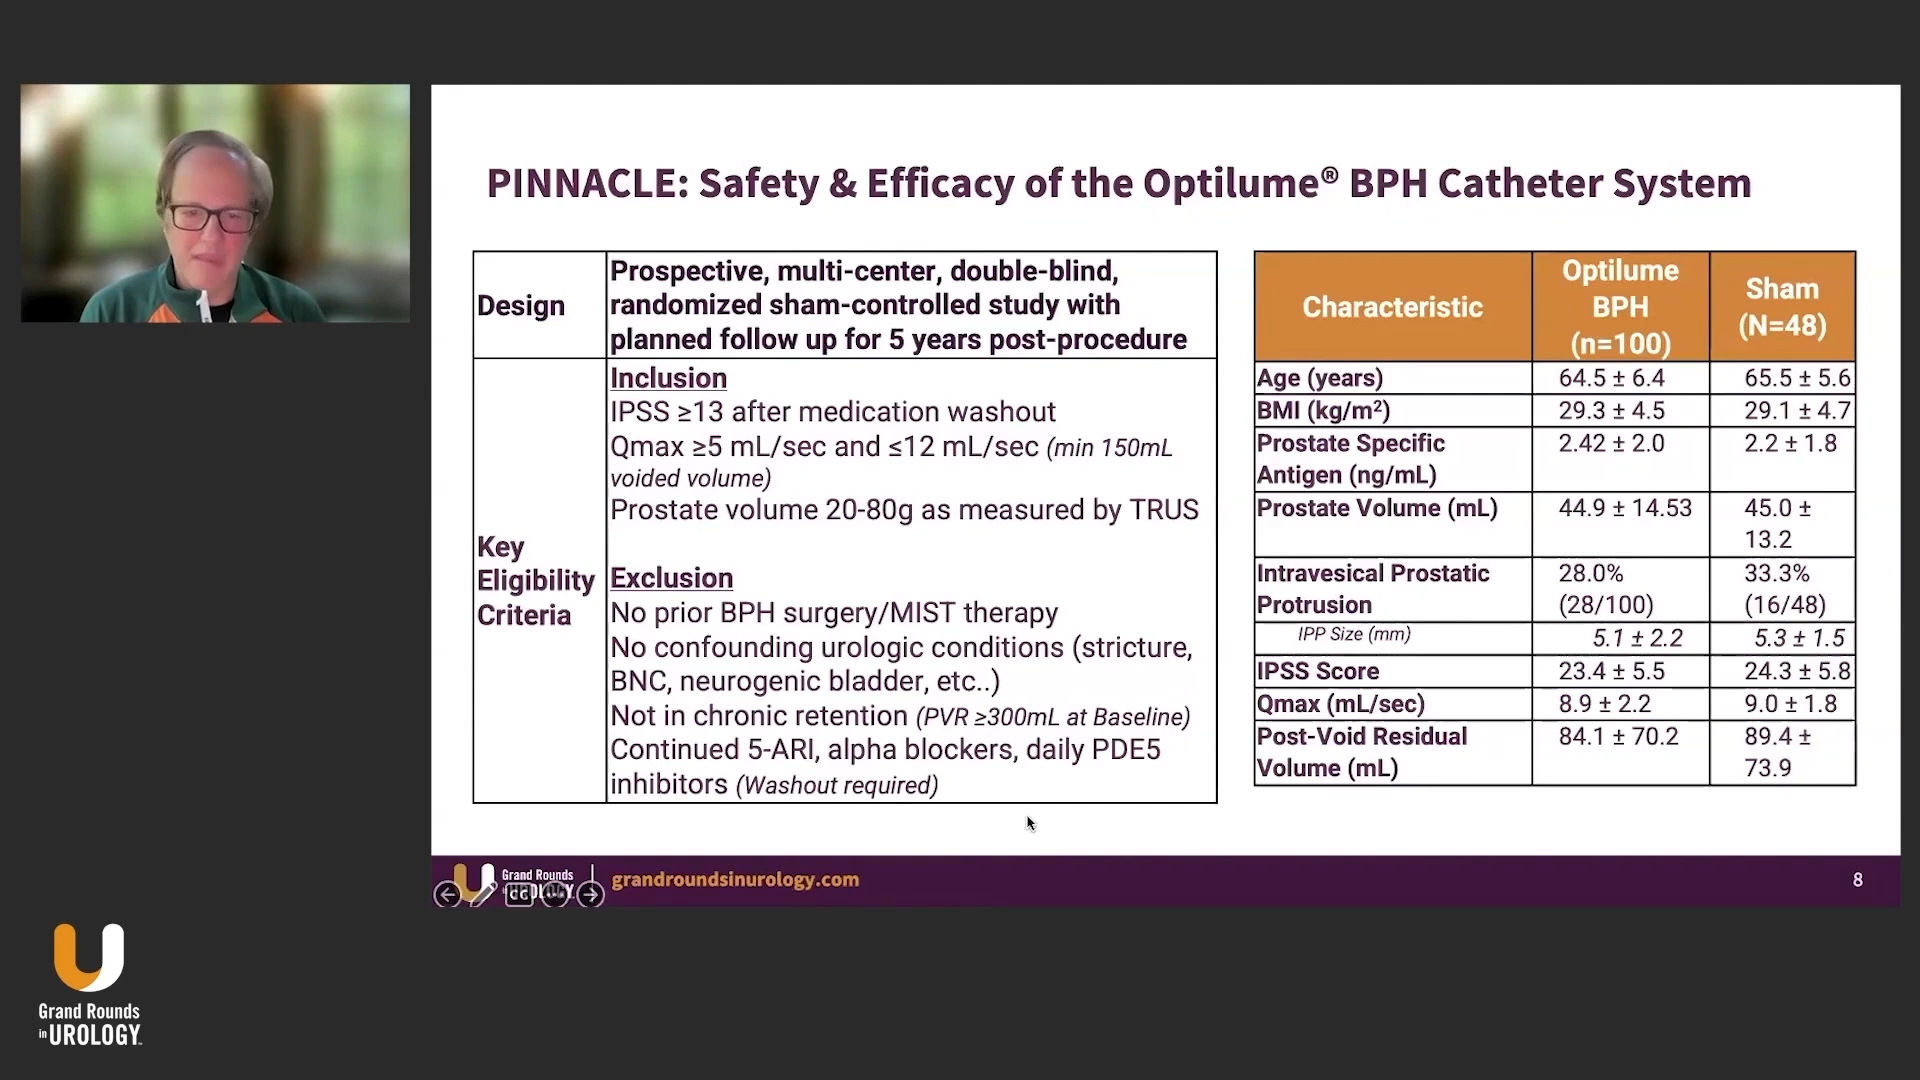 PINNACLE: Safety & Efficacy of the Optilume® BPH Catheter System
Design
Prospective, multi-center, double-blind,
randomized sham-controlled study with
planned follow up for 5 years post-procedure
Key
Eligibility
Criteria
Inclusion
IPSS ≥13 after medication washout
Qmax ≥5 mL/sec and ≤12 mL/sec (min 150mL
voided volume)
Prostate volume 20-80g as measured by TRUS
Exclusion
No prior BPH surgery/MIST therapy
No confounding urologic conditions (stricture,
BNC, neurogenic bladder, etc..)
Not in chronic retention (PVR ≥300mL at Baseline)
Continued 5-ARI, alpha blockers, daily PDE5
inhibitors (Washout required)
Characteristic
Optilume
BPH
(n=100)
Sham
(N=48)
Age (years) 64.5 ± 6.4 65.5 ± 5.6
BMI (kg/m²) 29.3 ± 4.5 29.1 ± 4.7
Prostate Specific
Antigen (ng/mL)
2.42 ± 2.0 2.2 ± 1.8
Prostate Volume (mL) 44.9 ± 14.53
45.0 ±
13.2
Intravesical Prostatic
Protrusion
28.0%
(28/100)
33.3%
(16/48)
IPP Size (mm) 5.1 ± 2.2 5.3 ± 1.5
IPSS Score 23.4 ± 5.5 24.3 ± 5.8
Qmax (mL/sec) 8.9 ± 2.2 9.0 ± 1.8
Post-Void Residual
Volume (mL)
84.1 ± 70.2
89.4 ±
73.9
Grand Rounds
grandroundsinurology.com
8
CC
Grand Rounds
in UROLOGY™